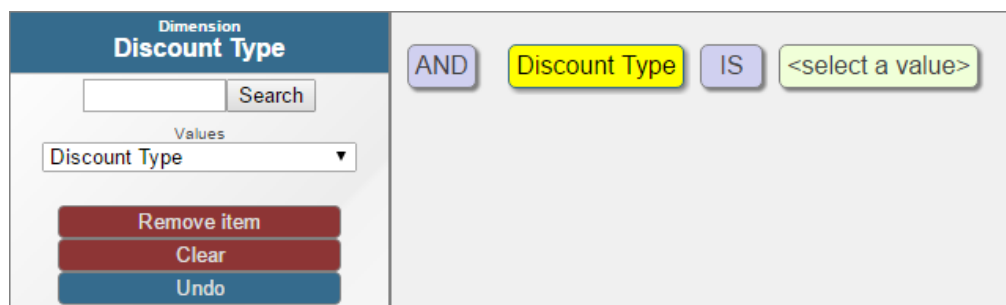 Dimension
Discount Type
Search
Values
Discount Type
Remove item
Clear
Undo
AND Discount Type IS <select a value>